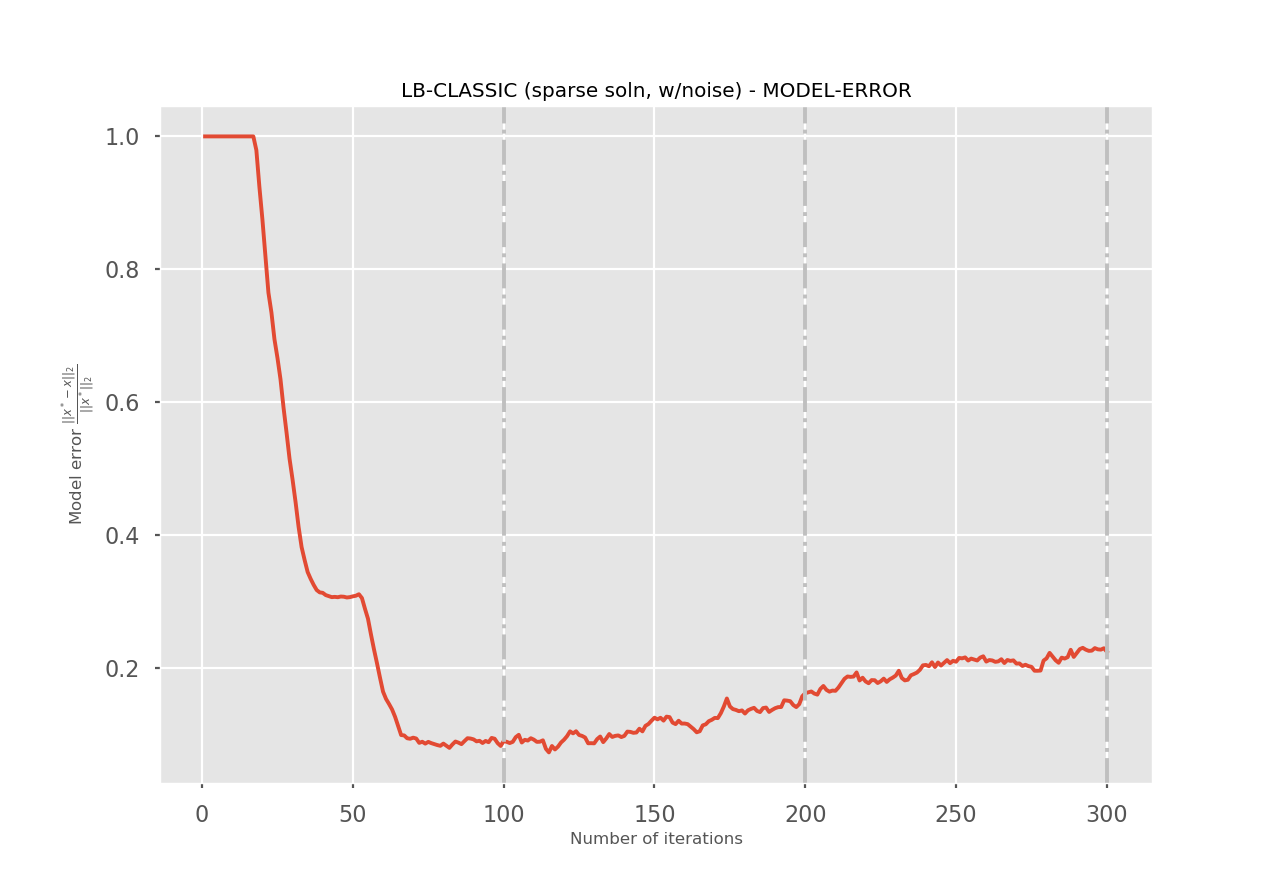 LB-CLASSIC (sparse soln, w/noise) - MODEL-ERROR
1.0
0.8
0.6
0.4
0.2
Model error ||x* − x||₂ / ||x*||₂
0 50 100 150 200 250 300
Number of iterations